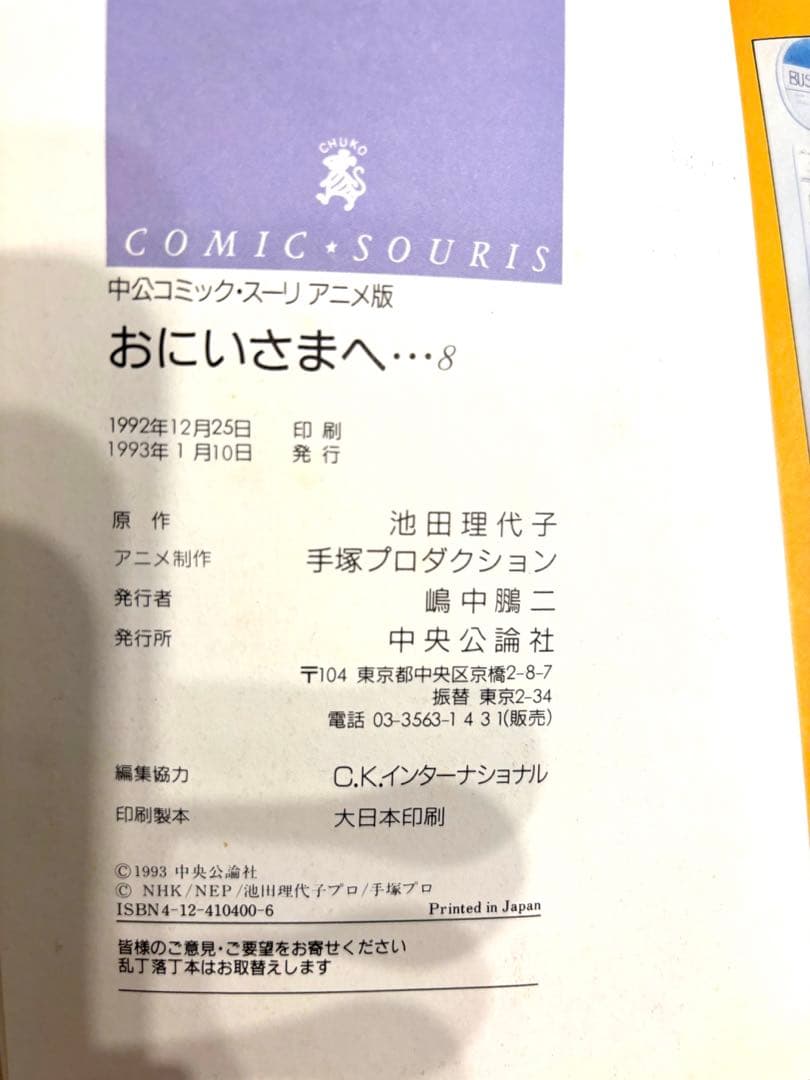 CHUKO
COMIC★SOURIS
中公コミック・スーリ アニメ版
おにいさまへ…8
1992年12月25日 印刷
1993年1月10日 発行
原作 池田理代子
アニメ制作 手塚プロダクション
発行者 嶋中鵬二
発行所 中央公論社
〒104 東京都中央区京橋2-8-7
振替 東京2-34
電話 03-3563-1431(販売)
編集協力 C.K.インターナショナル
印刷製本 大日本印刷
©1993 中央公論社
© NHK/NEP/池田理代子プロ/手塚プロ
ISBN4-12-410400-6 Printed in Japan
皆様のご意見・ご要望をお寄せください
乱丁落丁本はお取替えします
BUS